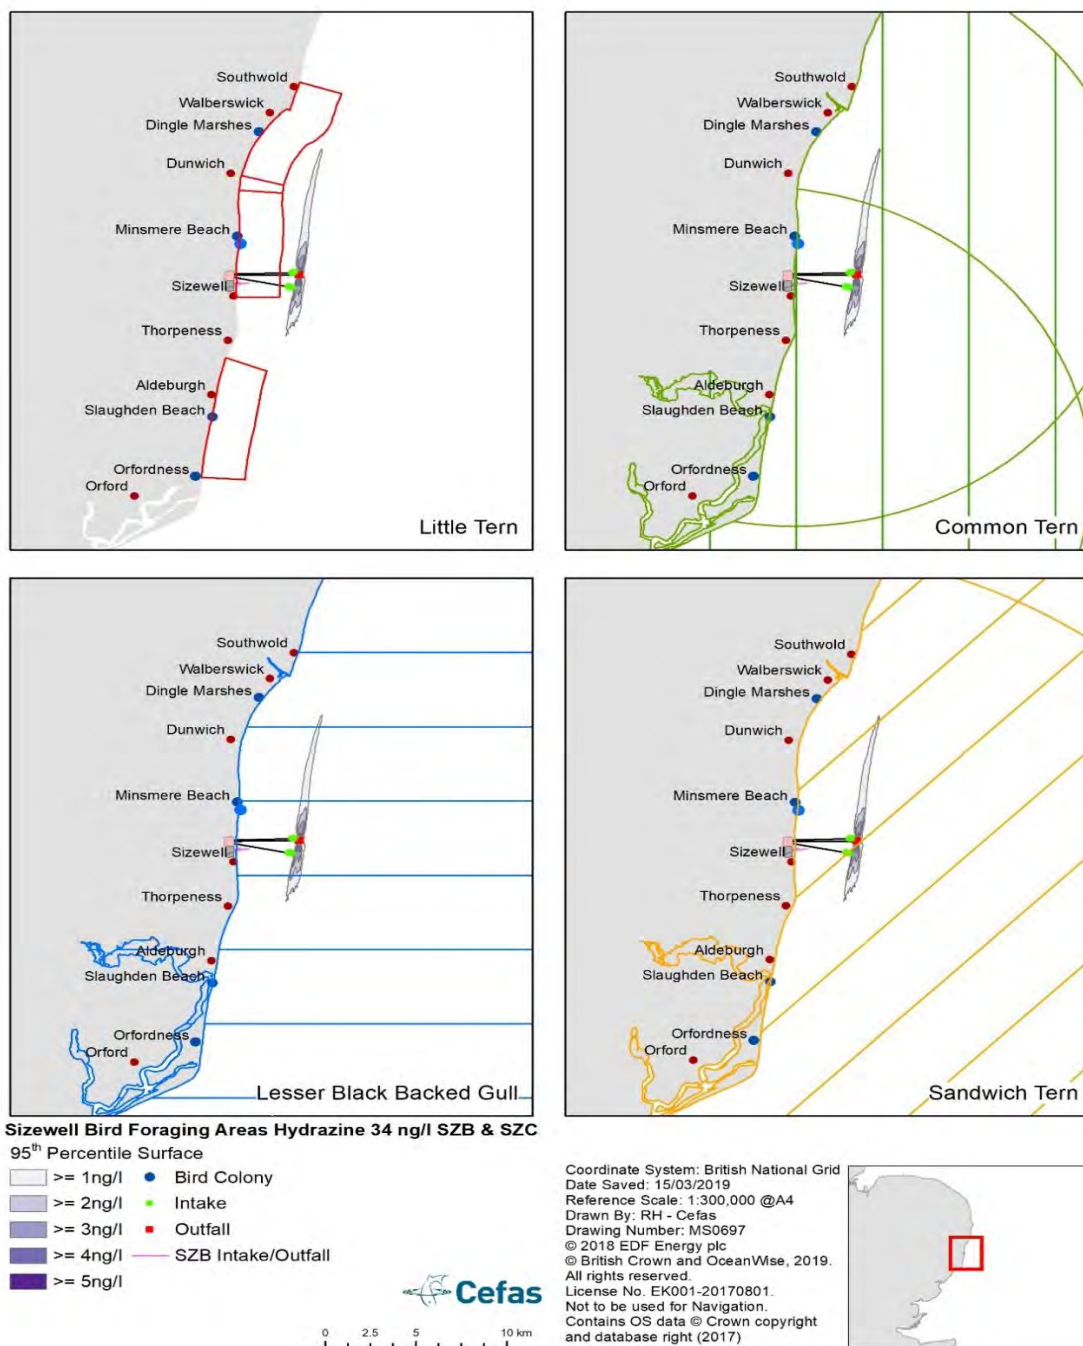 Southwold
Walberswick
Dingle Marshes
Dunwich
Minsmere Beach
Sizewell
Thorpeness
Aldeburgh
Slaughden Beach
Orfordness
Orford
Little Tern
Southwold
Walberswick
Dingle Marshes
Dunwich
Minsmere Beach
Sizewell
Thorpeness
Aldeburgh
Slaughden Beach
Orfordness
Orford
Common Tern
Southwold
Walberswick
Dingle Marshes
Dunwich
Minsmere Beach
Sizewell
Thorpeness
Aldeburgh
Slaughden Beach
Orfordness
Orford
Lesser Black Backed Gull
Southwold
Walberswick
Dingle Marshes
Dunwich
Minsmere Beach
Sizewell
Thorpeness
Aldeburgh
Slaughden Beach
Orfordness
Orford
Sandwich Tern
Sizewell Bird Foraging Areas Hydrazine 34 ng/l SZB & SZC
95th Percentile Surface
>= 1ng/l Bird Colony
>= 2ng/l Intake
>= 3ng/l Outfall
>= 4ng/l SZB Intake/Outfall
>= 5ng/l
Cefas
0 2.5 5 10 km
Coordinate System: British National Grid
Date Saved: 15/03/2019
Reference Scale: 1:300,000 @A4
Drawn By: RH - Cefas
Drawing Number: MS0697
© 2018 EDF Energy plc
© British Crown and OceanWise, 2019.
All rights reserved.
License No. EK001-20170801.
Not to be used for Navigation.
Contains OS data © Crown copyright
and database right (2017)